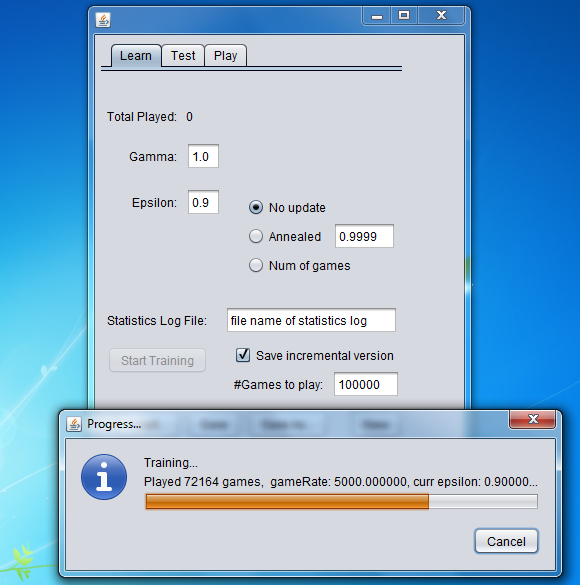 Learn Test Play
Total Played: 0
Gamma: 1.0
Epsilon: 0.9
No update
Annealed 0.9999
Num of games
Statistics Log File: file name of statistics log
Start Training
Save incremental version
#Games to play: 100000
Progress...
Training...
Played 72164 games, gameRate: 5000.000000, curr epsilon: 0.90000...
Cancel